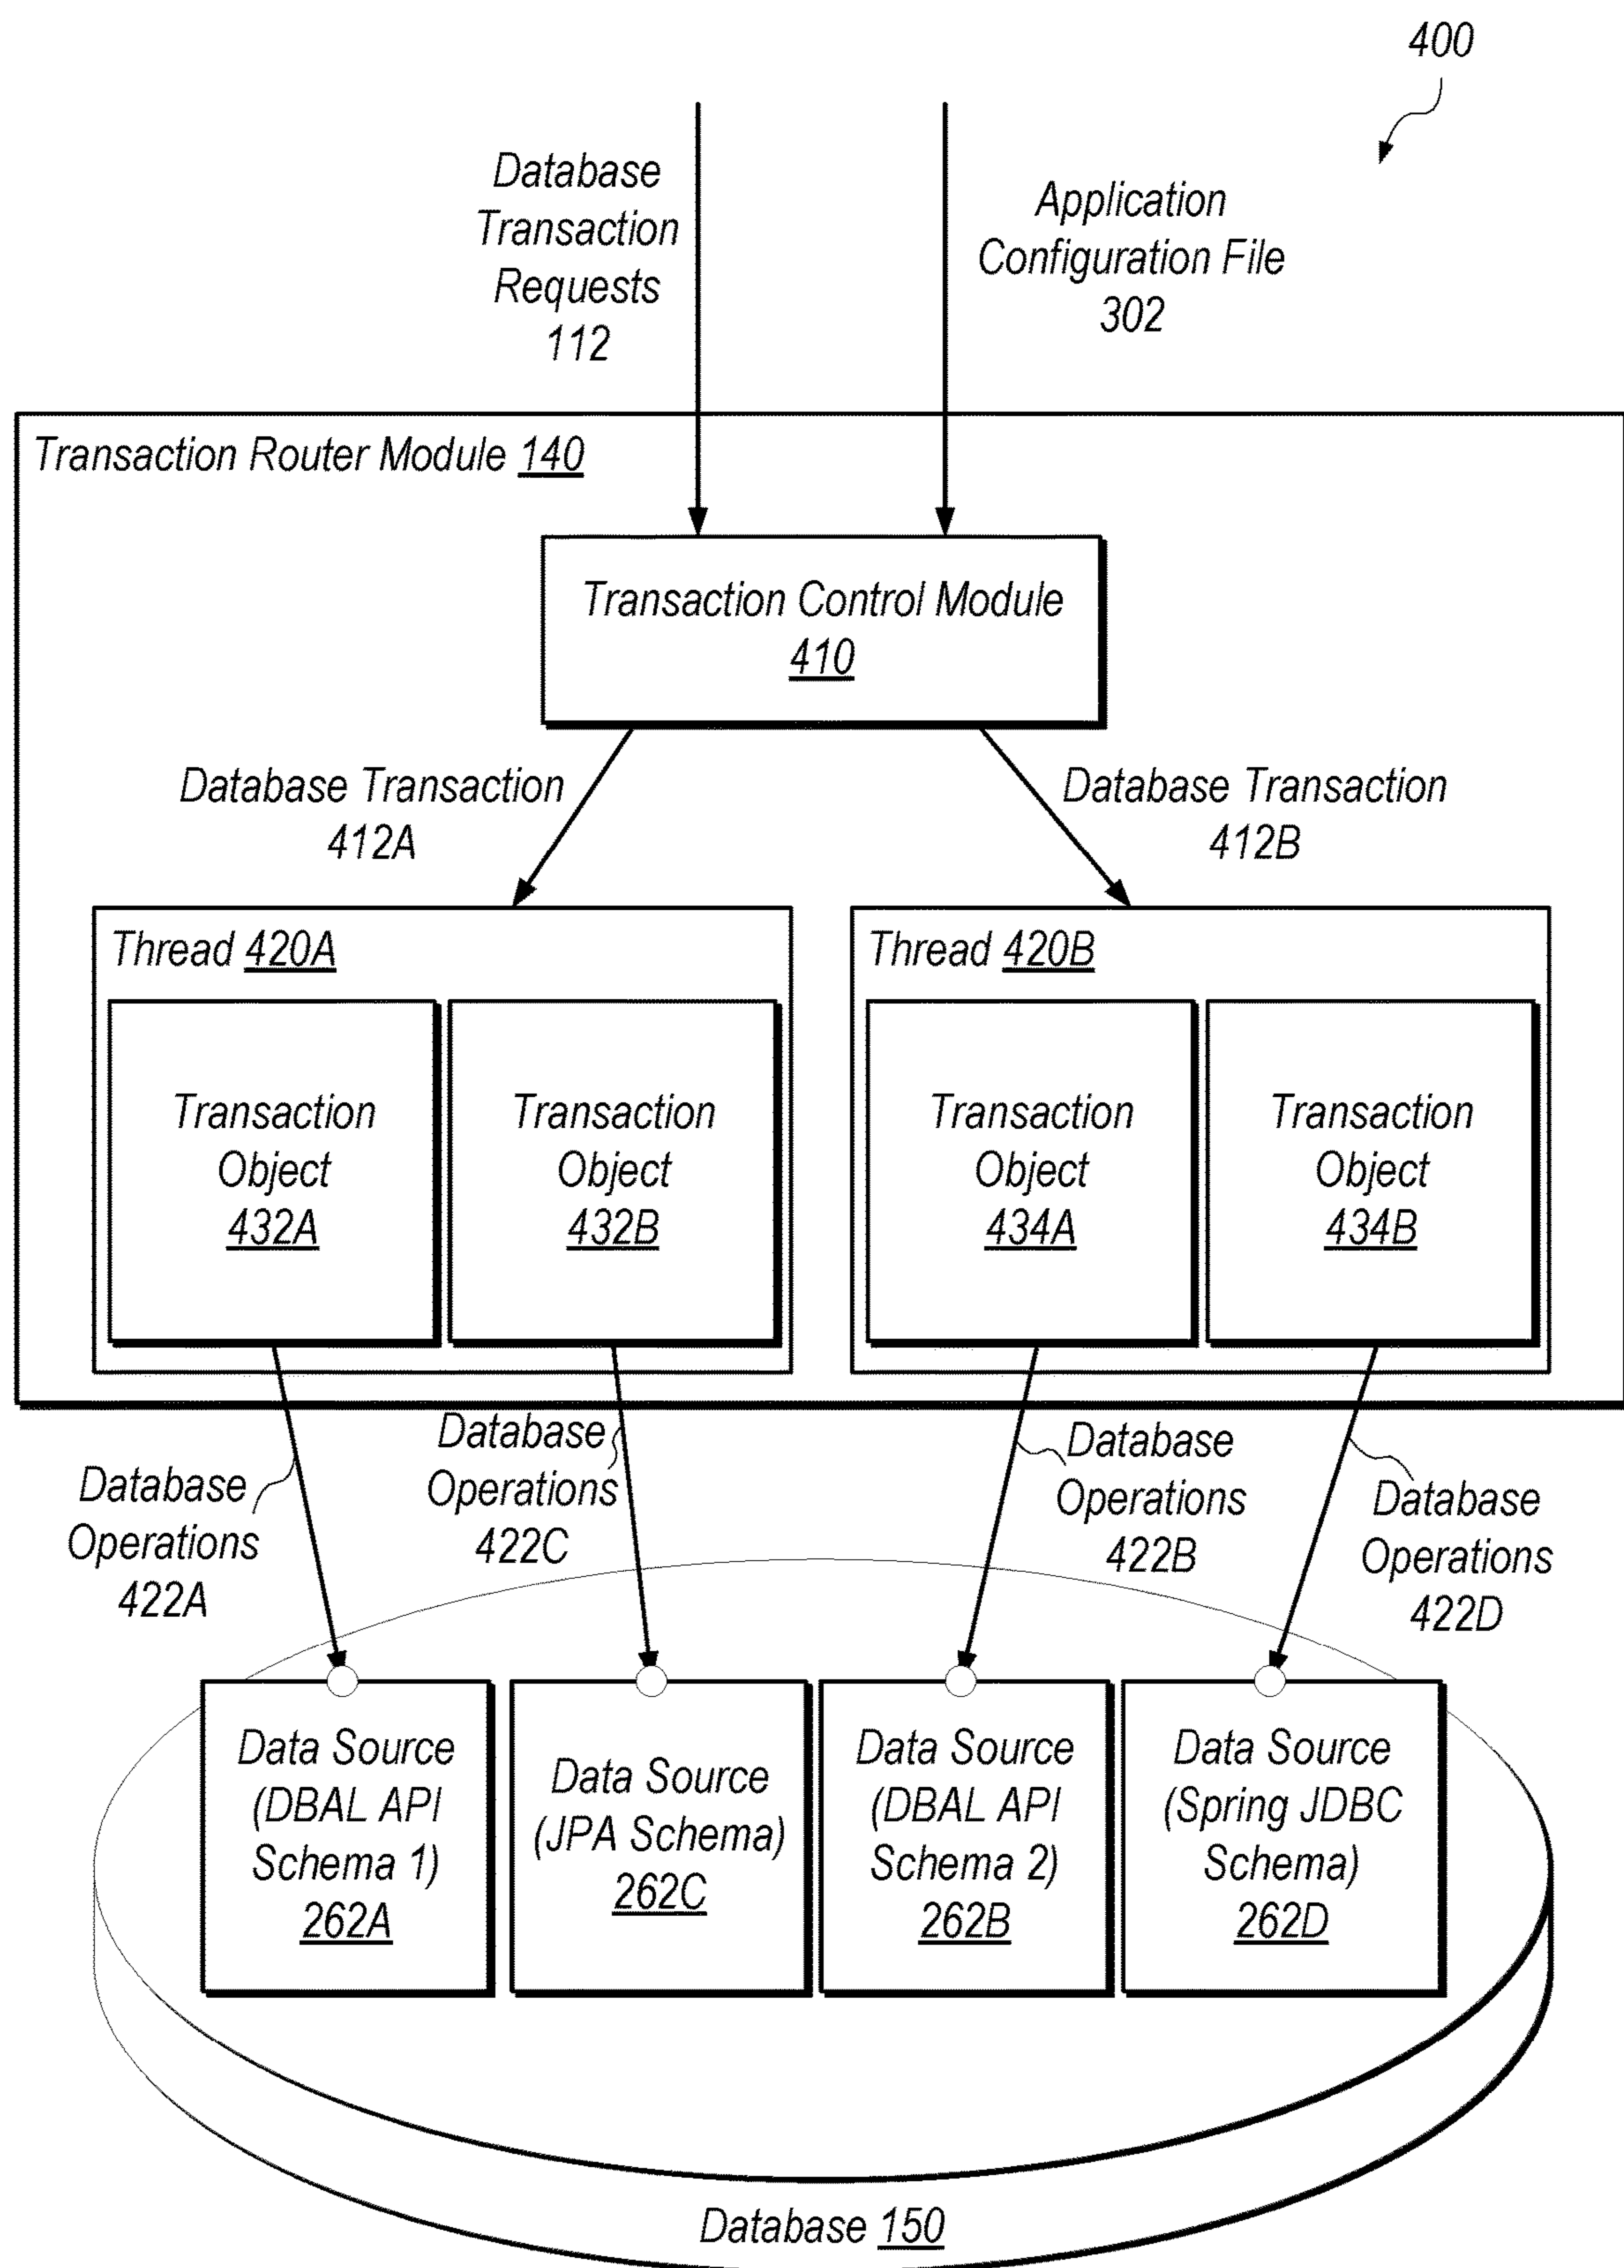 400
Database
Transaction
Requests
112
Application
Configuration File
302
Transaction Router Module 140
Transaction Control Module
410
Database Transaction
412A
Database Transaction
412B
Thread 420A
Thread 420B
Transaction
Object
432A
Transaction
Object
432B
Transaction
Object
434A
Transaction
Object
434B
Database
Operations
422A
Database
Operations
422C
Database
Operations
422B
Database
Operations
422D
Data Source
(DBAL API
Schema 1)
262A
Data Source
(JPA Schema)
262C
Data Source
(DBAL API
Schema 2)
262B
Data Source
(Spring JDBC
Schema)
262D
Database 150